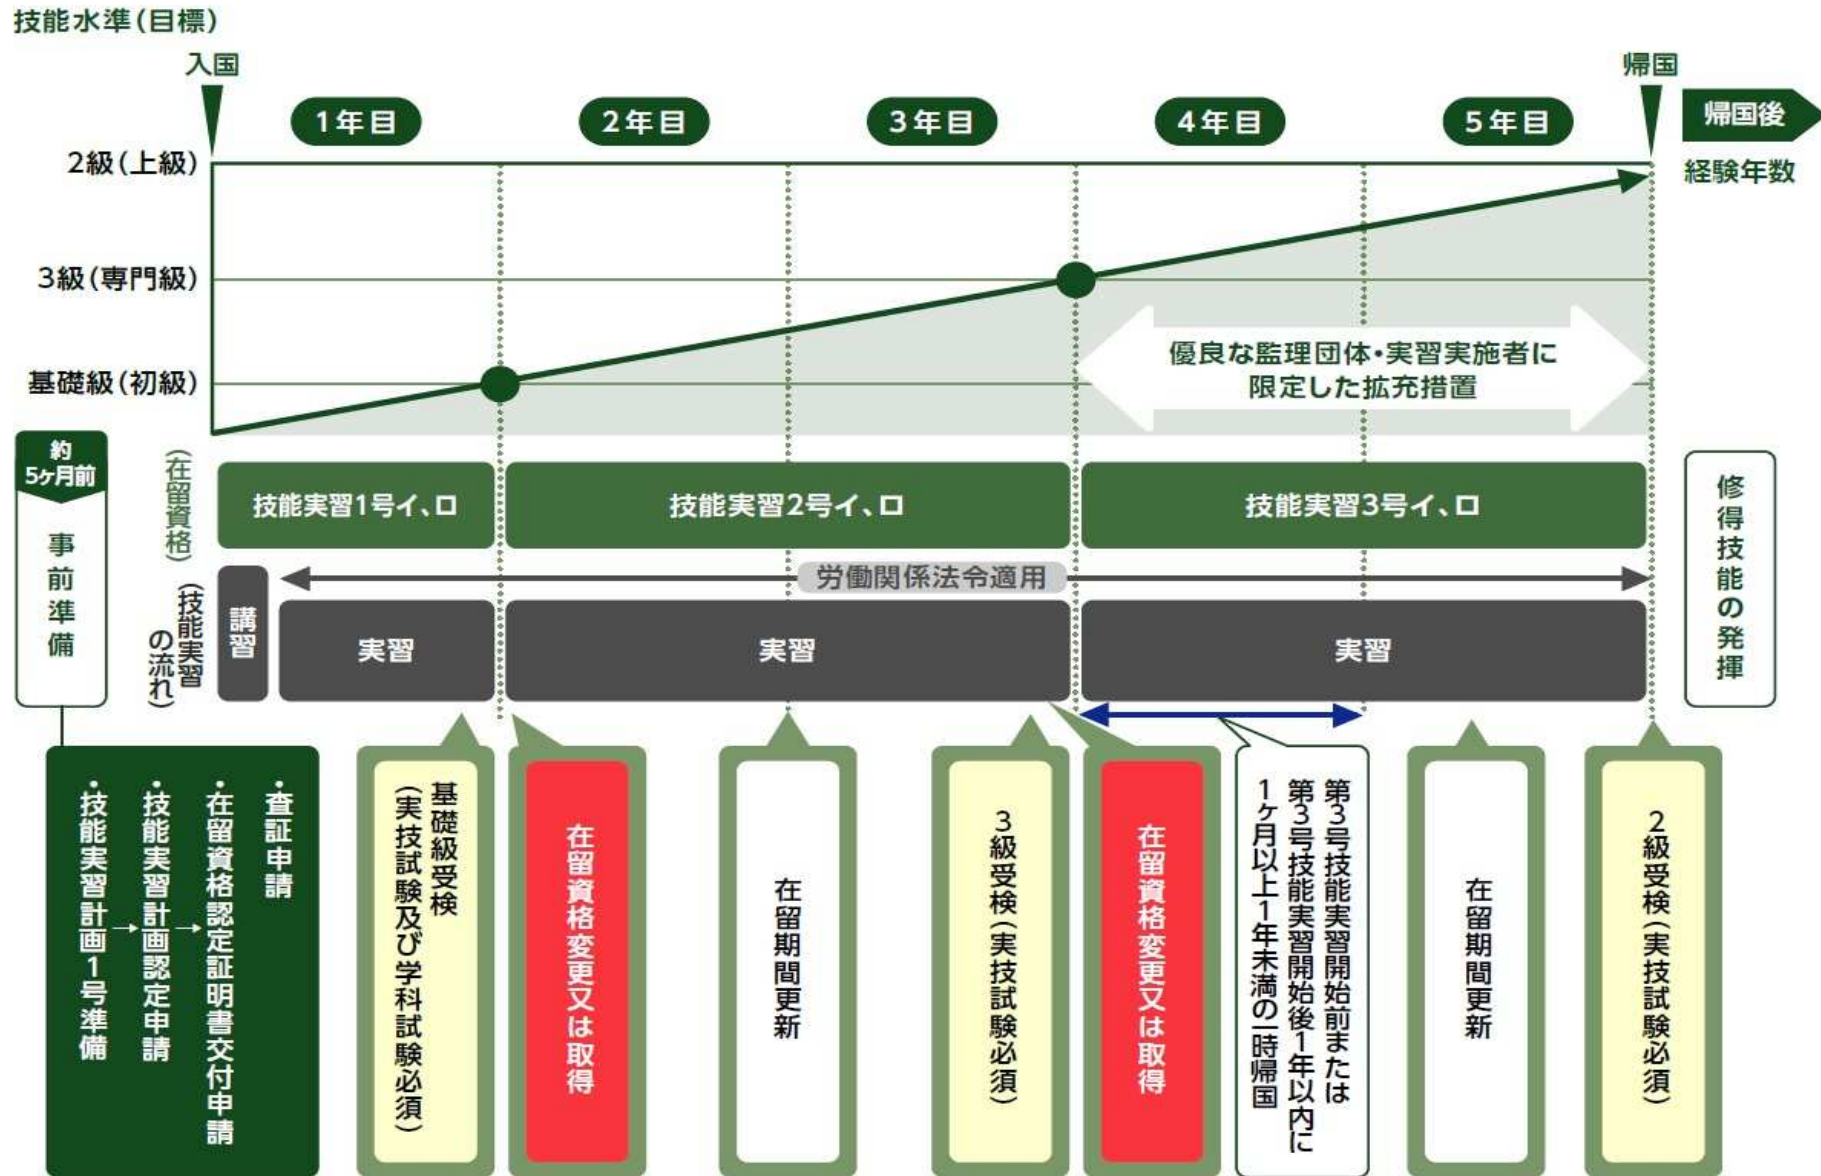 技能水準(目標)
入国
帰国
1年目
2年目
3年目
4年目
5年目
帰国後
経験年数
2級(上級)
3級(専門級)
基礎級(初級)
優良な監理団体・実習実施者に
限定した拡充措置
約
5ヶ月前
事前準備
(在留資格)
技能実習1号イ、ロ
技能実習2号イ、ロ
技能実習3号イ、ロ
修得技能の発揮
(技能実習
の流れ)
講習
労働関係法令適用
実習
実習
実習
・技能実習計画1号準備
→
・技能実習計画認定申請
→
・在留資格認定証明書交付申請
・査証申請
基礎級受検
(実技試験及び学科試験必須)
在留資格変更又は取得
在留期間更新
3級受検(実技試験必須)
在留資格変更又は取得
第3号技能実習開始前または
第3号技能実習開始後1年以内に
1ヶ月以上1年未満の一時帰国
在留期間更新
2級受検(実技試験必須)